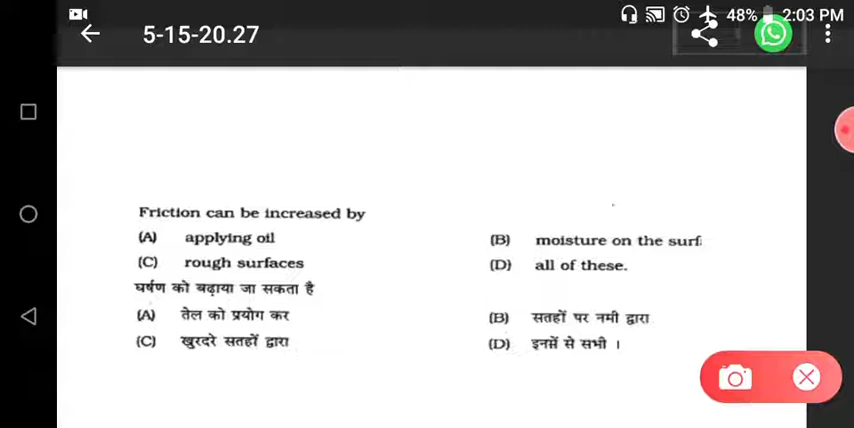 48% 2:03 PM
5-15-20.27
Friction can be increased by
(A) applying oil (B) moisture on the surf
(C) rough surfaces (D) all of these.
घर्षण को बढ़ाया जा सकता है
(A) तेल को प्रयोग कर (B) सतहों पर नमी द्वारा
(C) खुरदरे सतहों द्वारा (D) इनसें से सभी ।